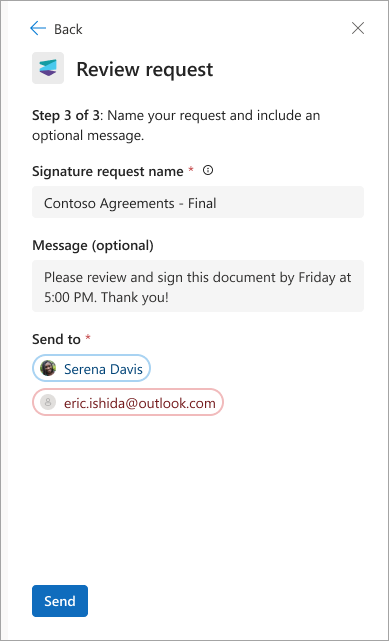 Back
Review request
Step 3 of 3: Name your request and include an
optional message.
Signature request name *
Contoso Agreements - Final
Message (optional)
Please review and sign this document by Friday at
5:00 PM. Thank you!
Send to *
Serena Davis
eric.ishida@outlook.com
Send